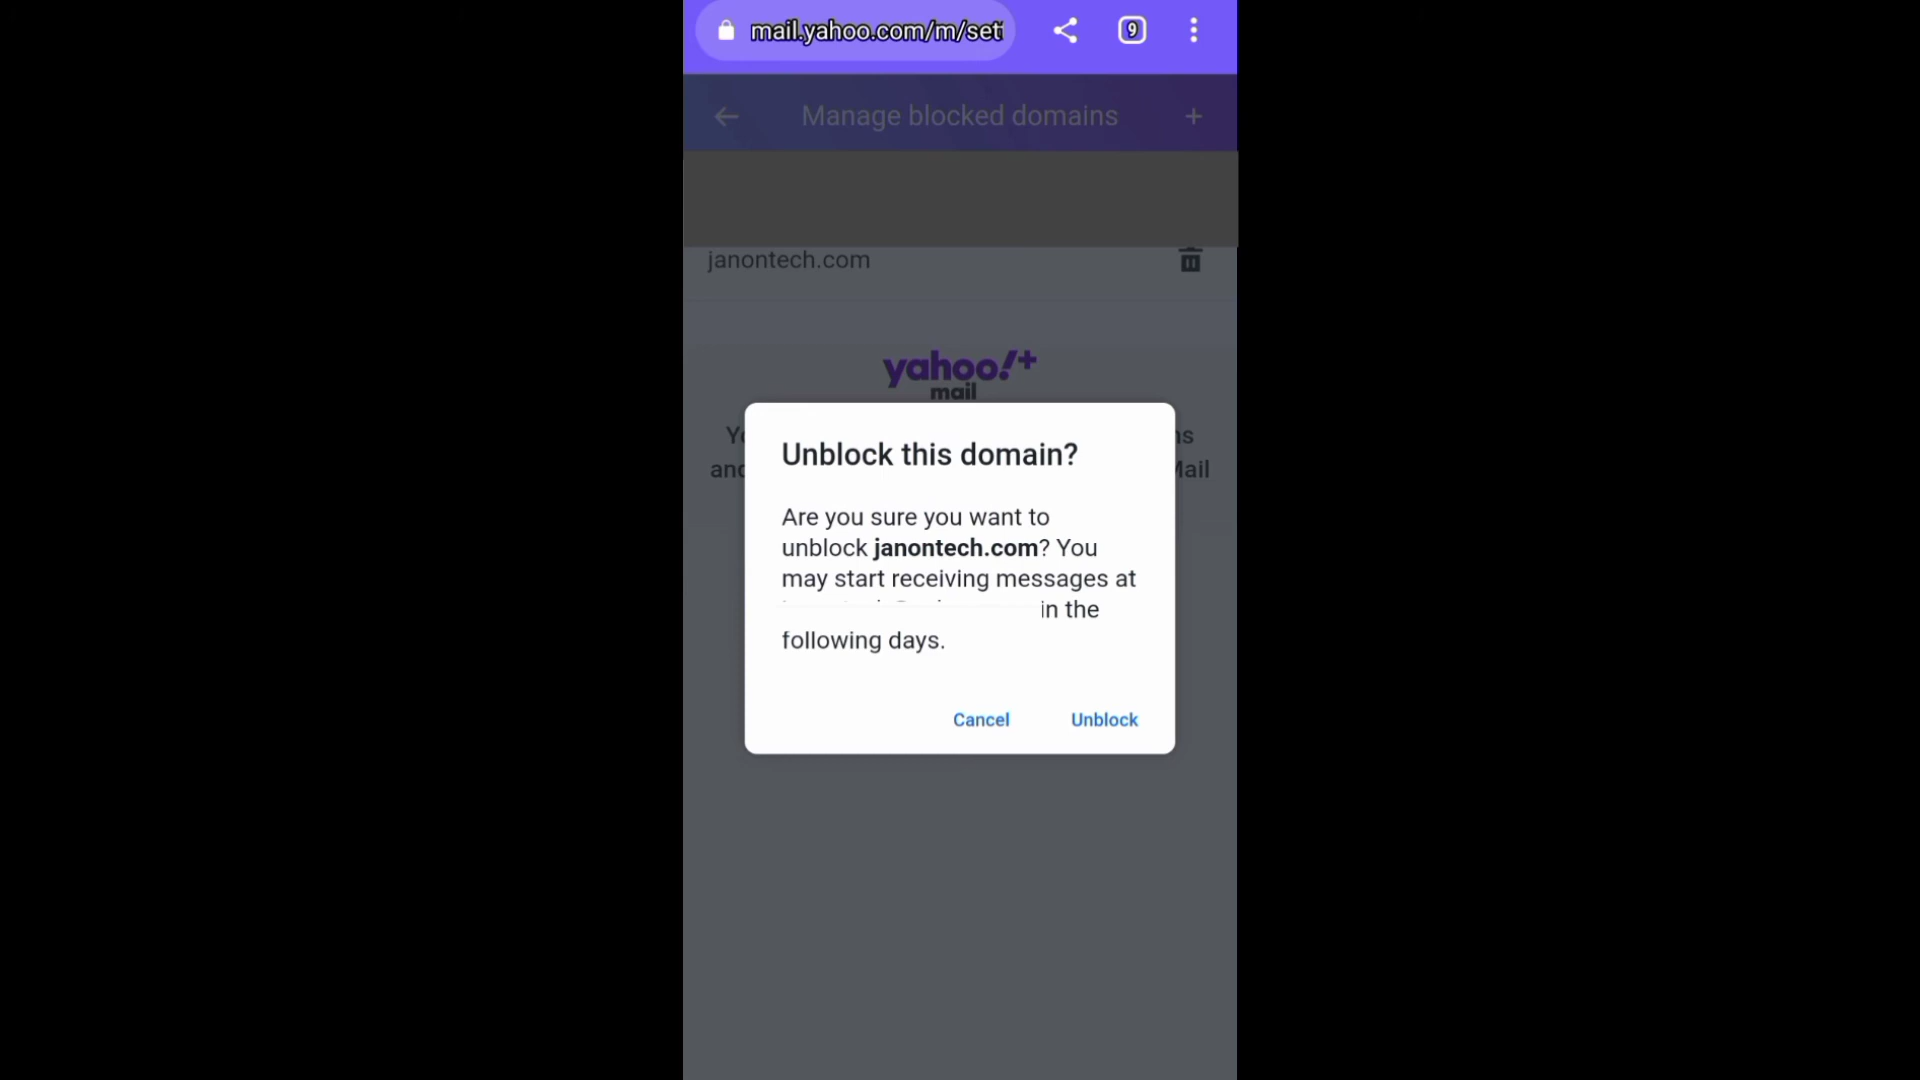 mail.yahoo.com/m/set
9
Manage blocked domains
janontech.com
yahoo!+
mail
Unblock this domain?
Are you sure you want to
unblock janontech.com? You
may start receiving messages at
in the
following days.
Cancel Unblock